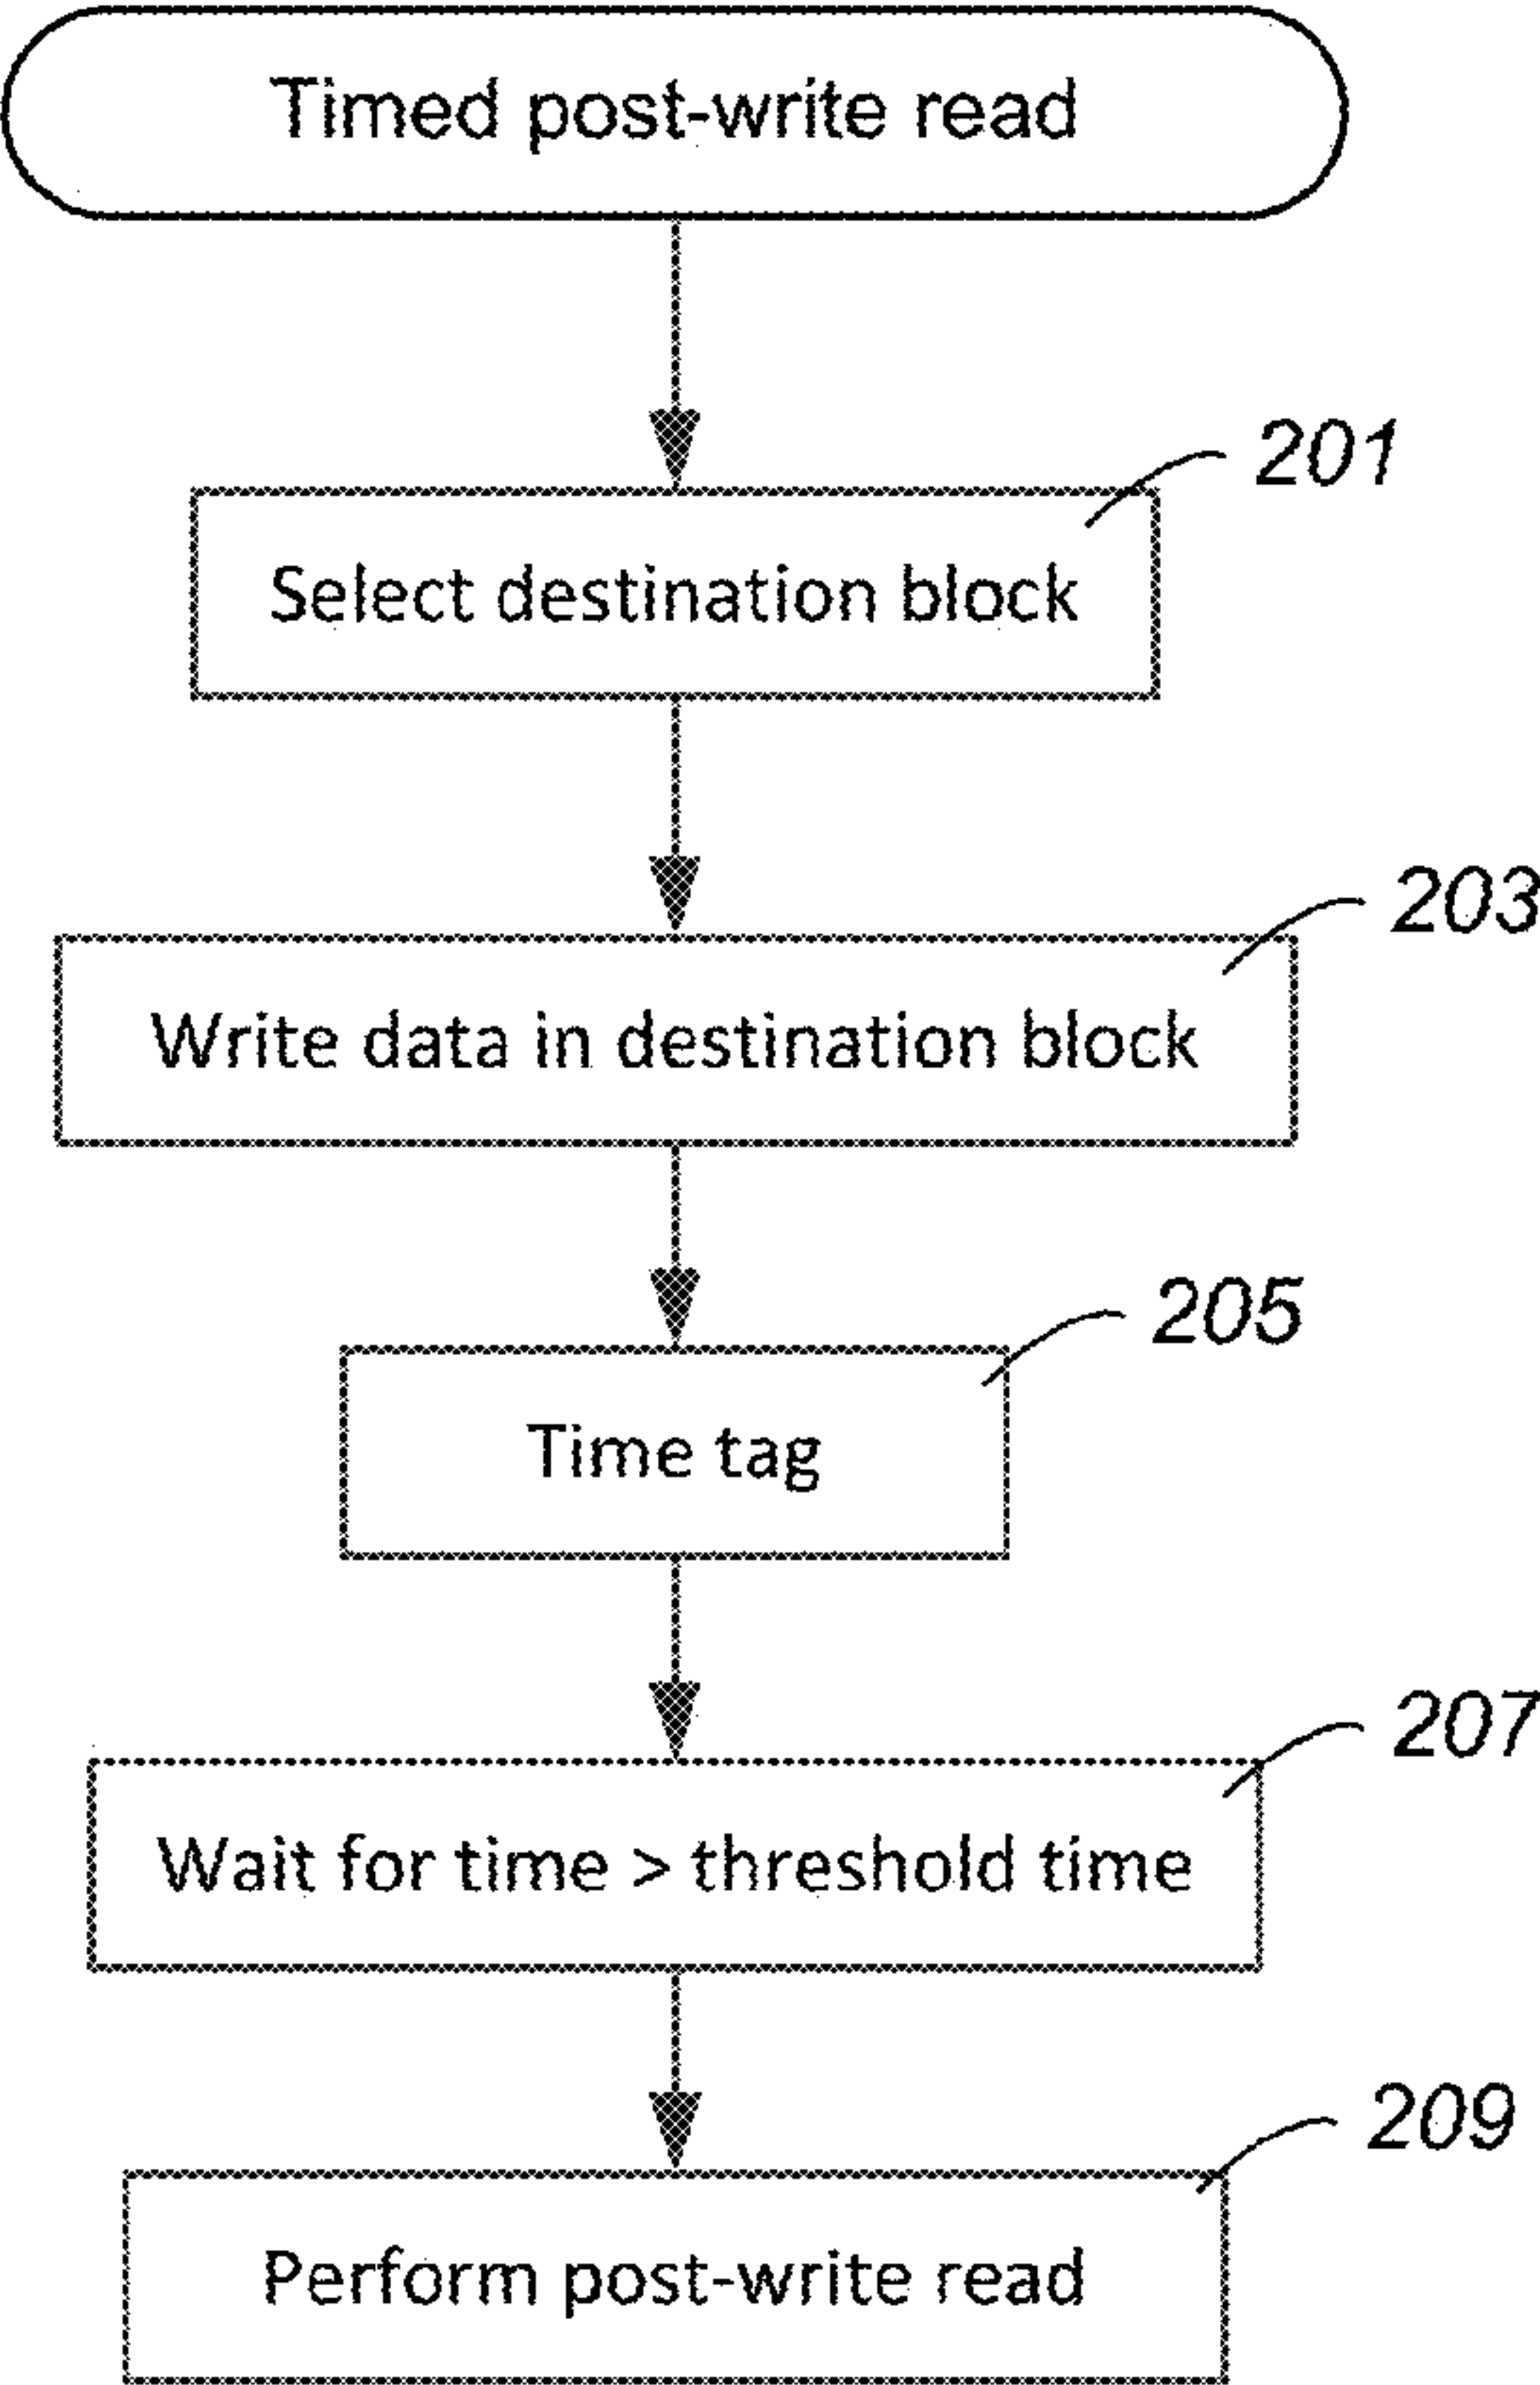 Timed post-write read
201
Select destination block
203
Write data in destination block
205
Time tag
207
Wait for time > threshold time
209
Perform post-write read